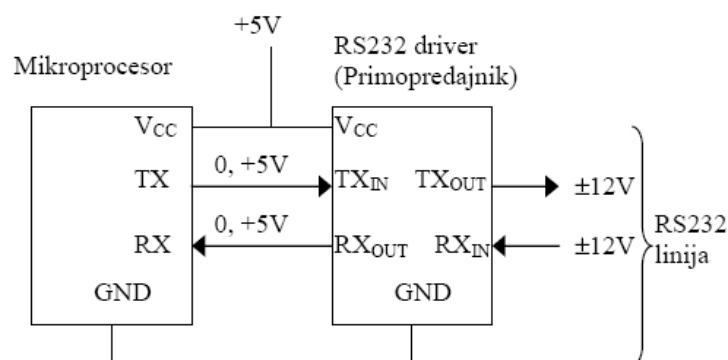 +5V
Mikroprocesor
RS232 driver
(Primopredajnik)
VCC
VCC
TX
0, +5V
TXIN
TXOUT
±12V
RX
0, +5V
RXOUT
RXIN
±12V
RS232
linija
GND
GND